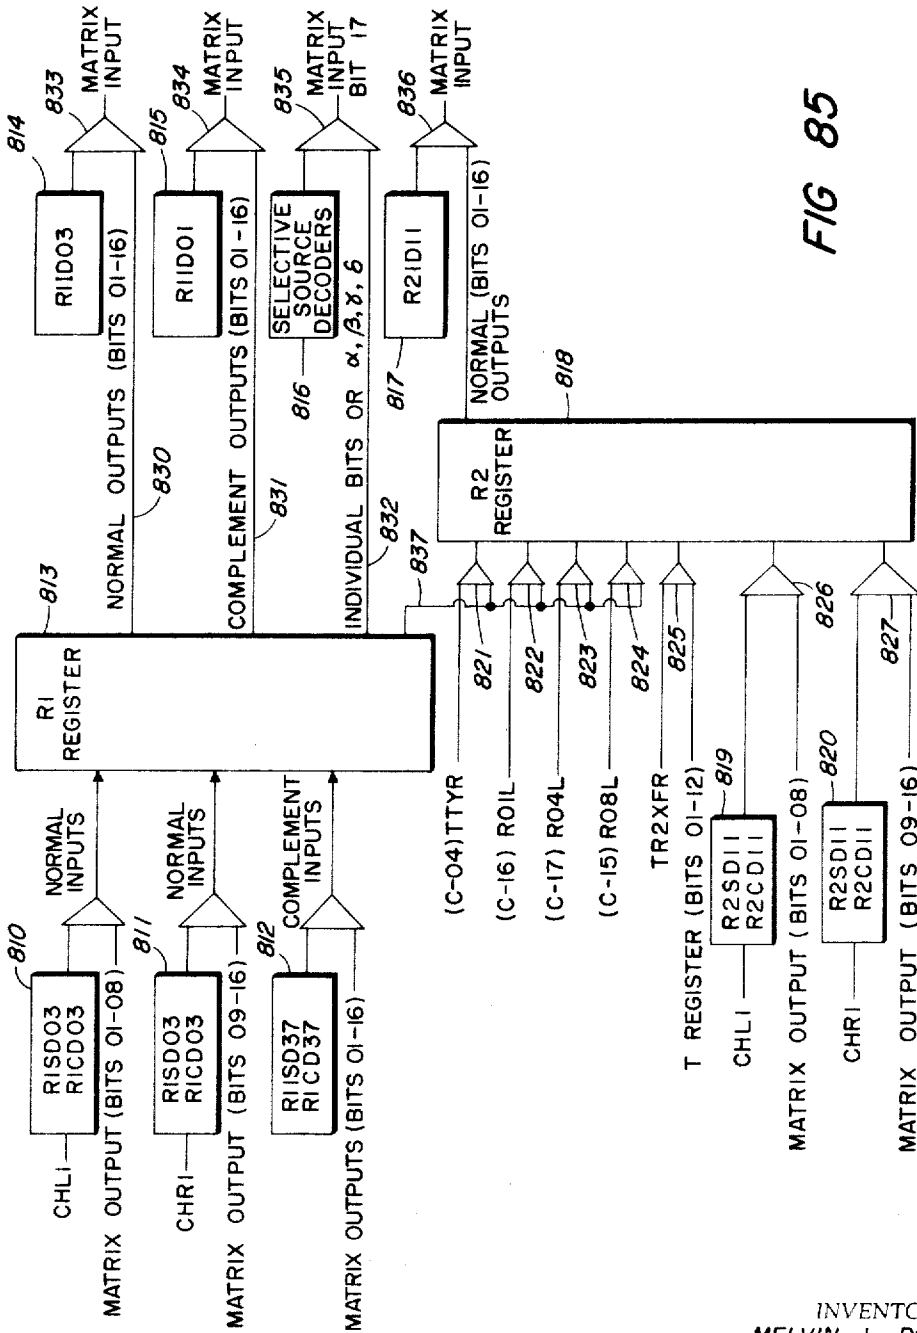 CHL1
810
R1SD03
R1CD03
MATRIX OUTPUT (BITS 01-08)
NORMAL
INPUTS
CHR1
811
R1SD03
R1CD03
MATRIX OUTPUT (BITS 09-16)
NORMAL
INPUTS
812
R11SD37
R1CD37
MATRIX OUTPUTS (BITS 01-16)
COMPLEMENT
INPUTS
R1
REGISTER
813
814
R11D03
833
MATRIX
INPUT
NORMAL OUTPUTS (BITS 01-16)
830
815
R11D01
834
MATRIX
INPUT
COMPLEMENT OUTPUTS (BITS 01-16)
831
SELECTIVE
SOURCE
DECODERS
816
835
MATRIX
INPUT
BIT 17
INDIVIDUAL BITS OR α, β, γ, δ
832
837
R21D11
817
836
MATRIX
INPUT
NORMAL (BITS 01-16)
OUTPUTS
R2
REGISTER
818
(C-04) TTYR
821
(C-16) R01L
822
(C-17) R04L
823
(C-15) R08L
824
TR2XFR
825
T REGISTER (BITS 01-12)
CHL1
819
R2SD11
R2CD11
826
MATRIX OUTPUT (BITS 01-08)
CHR1
820
R2SD11
R2CD11
827
MATRIX OUTPUT (BITS 09-16)
FIG 85